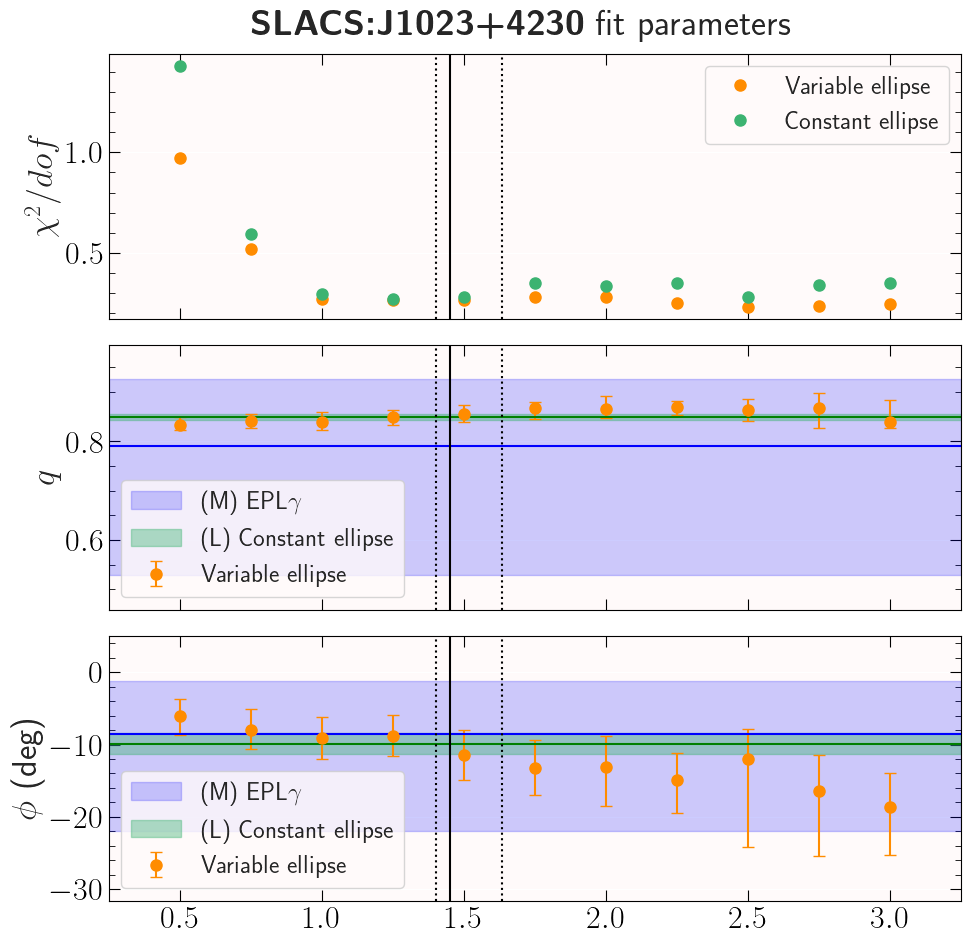 SLACS:J1023+4230 fit parameters
χ²/dof
1.0
0.5
Variable ellipse
Constant ellipse
q
0.8
0.6
(M) EPLγ
(L) Constant ellipse
Variable ellipse
ϕ (deg)
0
−10
−20
−30
(M) EPLγ
(L) Constant ellipse
Variable ellipse
0.5 1.0 1.5 2.0 2.5 3.0